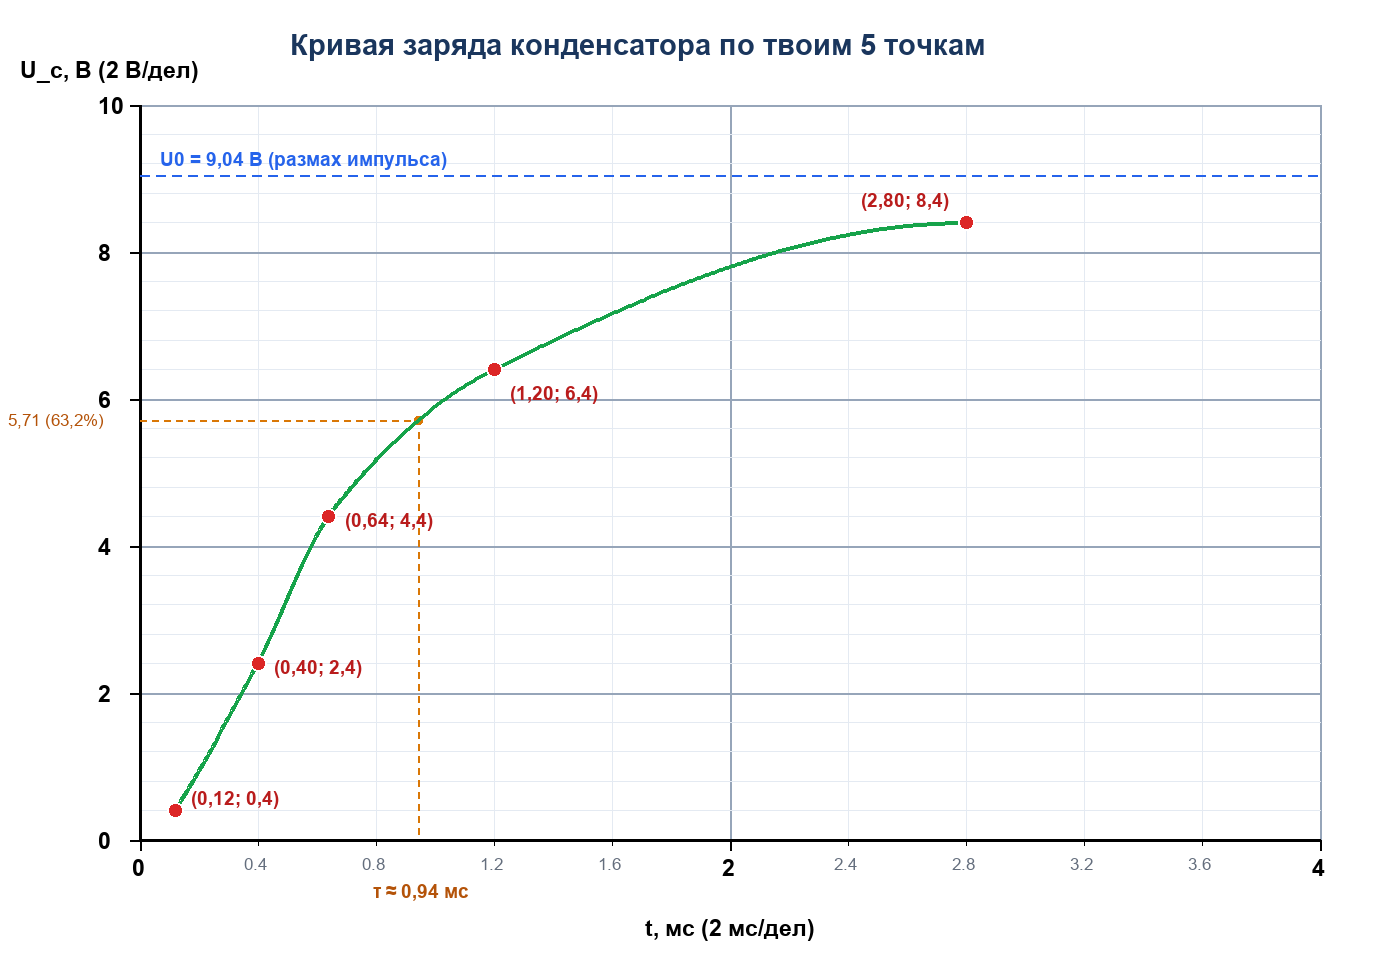 Кривая заряда конденсатора по твоим 5 точкам
U_c, В (2 В/дел)
10
U0 = 9,04 В (размах импульса)
(2,80; 8,4)
8
6
(1,20; 6,4)
5,71 (63,2%)
(0,64; 4,4)
4
(0,40; 2,4)
2
(0,12; 0,4)
0
0 0.4 0.8 1.2 1.6 2 2.4 2.8 3.2 3.6 4
τ ≈ 0,94 мс
t, мс (2 мс/дел)